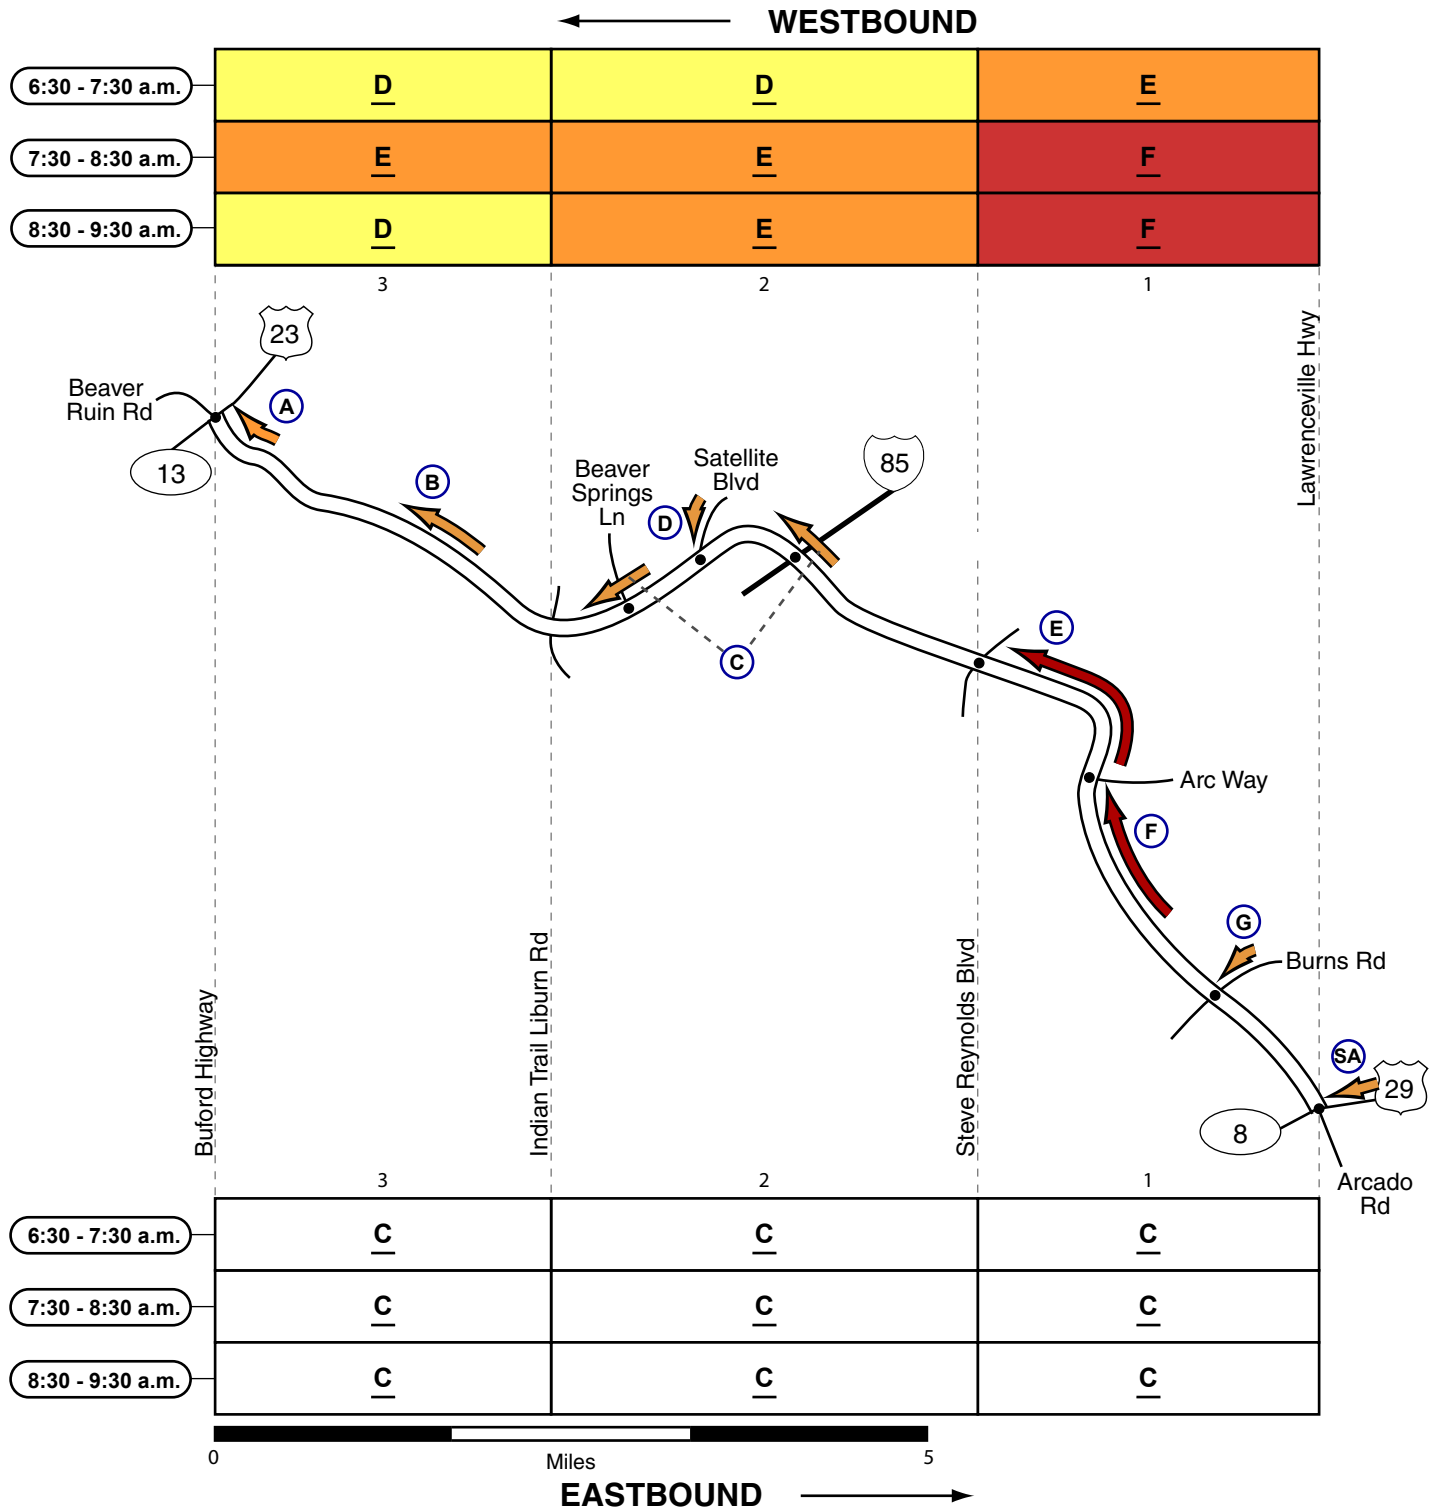 WESTBOUND
6:30 - 7:30 a.m.
D
D
E
7:30 - 8:30 a.m.
E
E
F
8:30 - 9:30 a.m.
D
E
F
3
2
1
Lawrenceville Hwy
23
Beaver
Ruin Rd
A
13
B
Beaver
Springs
Ln
Satellite
Blvd
D
85
C
E
Arc Way
F
G
Burns Rd
SA
29
8
Arcado
Rd
Buford Highway
Indian Trail Liburn Rd
Steve Reynolds Blvd
3
2
1
6:30 - 7:30 a.m.
C
C
C
7:30 - 8:30 a.m.
C
C
C
8:30 - 9:30 a.m.
C
C
C
0
Miles
5
EASTBOUND